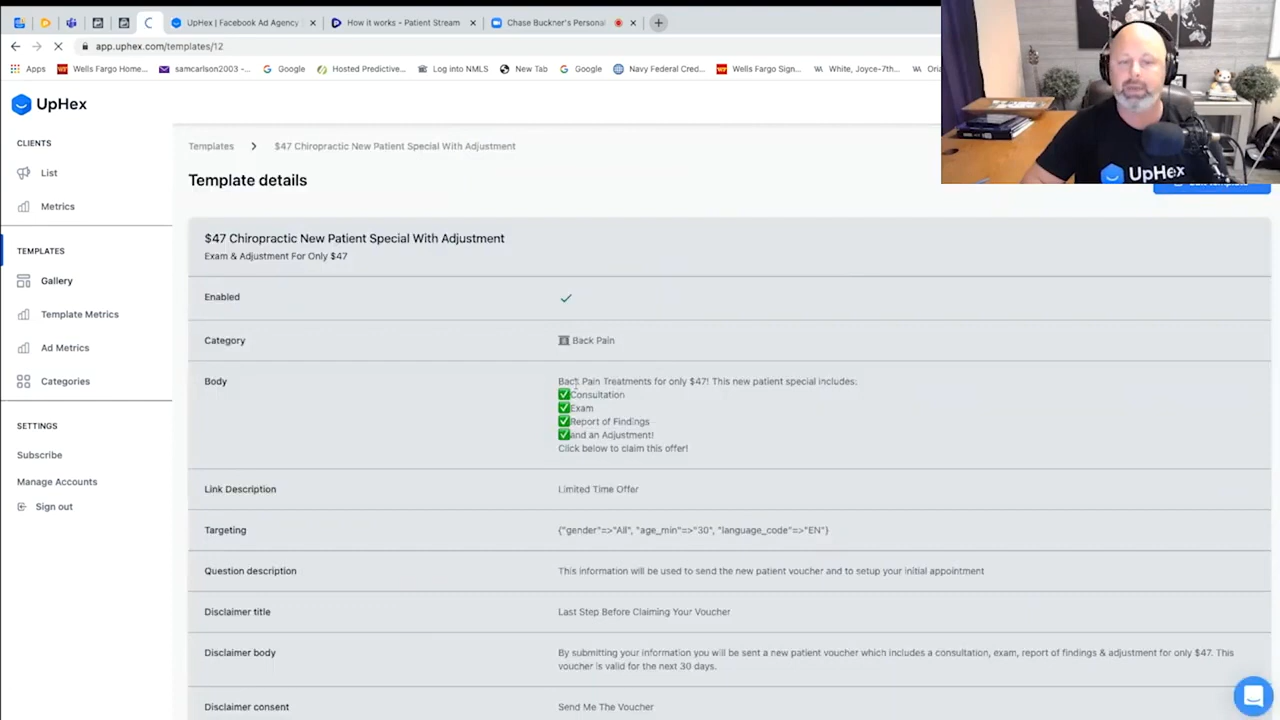 UpHex | Facebook Ad Agency
How it works - Patient Stream
Chase Buckner's Personal
app.uphex.com/templates/12
Apps
Wells Fargo Home...
samcarlson2003 -...
Google
Hosted Predictive...
Log into NMLS
New Tab
Google
Navy Federal Cred...
Wells Fargo Sign...
White, Joyce-7th...
UpHex
UpHex
CLIENTS
List
Metrics
TEMPLATES
Gallery
Template Metrics
Ad Metrics
Categories
SETTINGS
Subscribe
Manage Accounts
Sign out
Templates > $47 Chiropractic New Patient Special With Adjustment
Template details
$47 Chiropractic New Patient Special With Adjustment
Exam & Adjustment For Only $47
Enabled
Category
Back Pain
Body
Back Pain Treatments for only $47! This new patient special includes:
✅Consultation
✅Exam
✅Report of Findings
✅and an Adjustment!
Click below to claim this offer!
Link Description
Limited Time Offer
Targeting
{"gender"=>"All", "age_min"=>"30", "language_code"=>"EN"}
Question description
This information will be used to send the new patient voucher and to setup your initial appointment
Disclaimer title
Last Step Before Claiming Your Voucher
Disclaimer body
By submitting your information you will be sent a new patient voucher which includes a consultation, exam, report of findings & adjustment for only $47. This
voucher is valid for the next 30 days.
Disclaimer consent
Send Me The Voucher